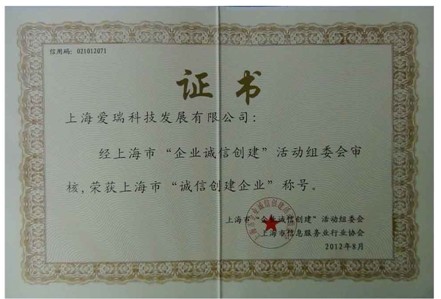 信用码: 021012071
证书
上海爱瑞科技发展有限公司:
经上海市“企业诚信创建”活动组委会审
核,荣获上海市“诚信创建企业”称号。
上海市“企业诚信创建”活动组委会
上海市信息服务业行业协会
2012年9月